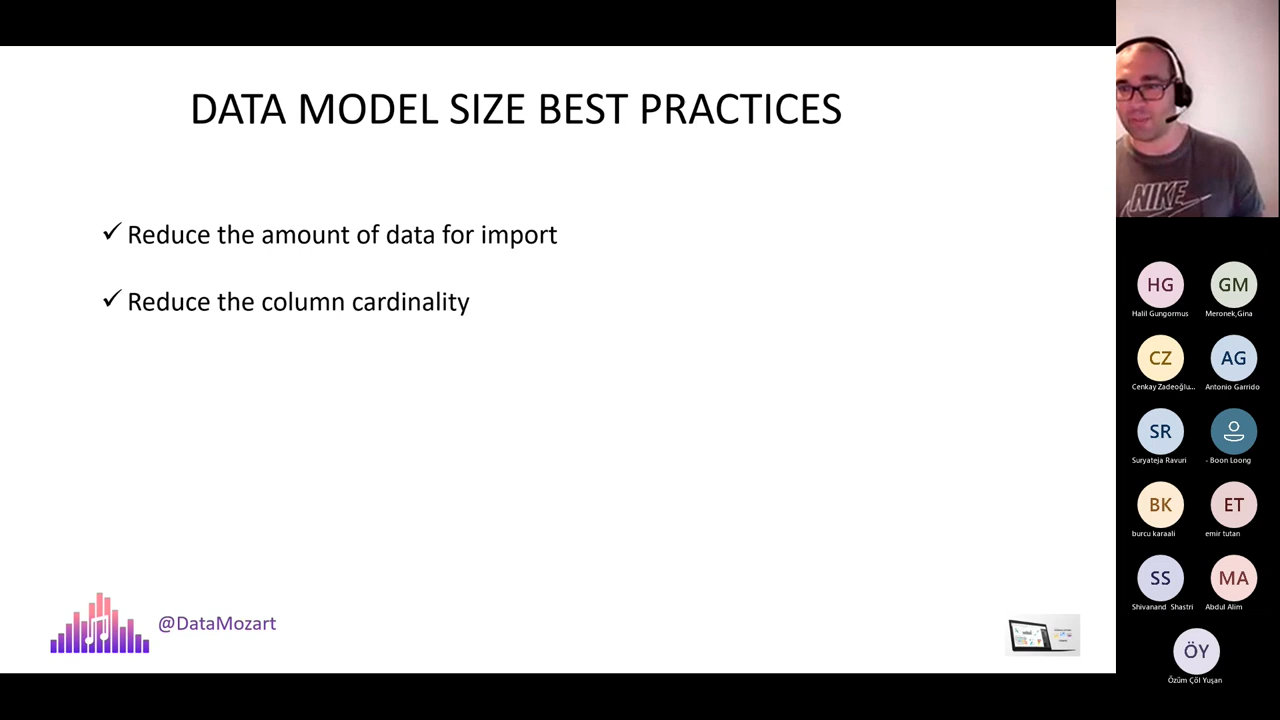 DATA MODEL SIZE BEST PRACTICES
✓ Reduce the amount of data for import
✓ Reduce the column cardinality
@DataMozart
NIKE
HG
Halil Gungormus
GM
Meronek,Gina
CZ
Cenkay Zadeoğlu...
AG
Antonio Garrido
SR
Suryateja Ravuri
- Boon Loong
BK
burcu karaali
ET
emir tutan
SS
Shivanand Shastri
MA
Abdul Alim
ÖY
Özüm Çöl Yuşan